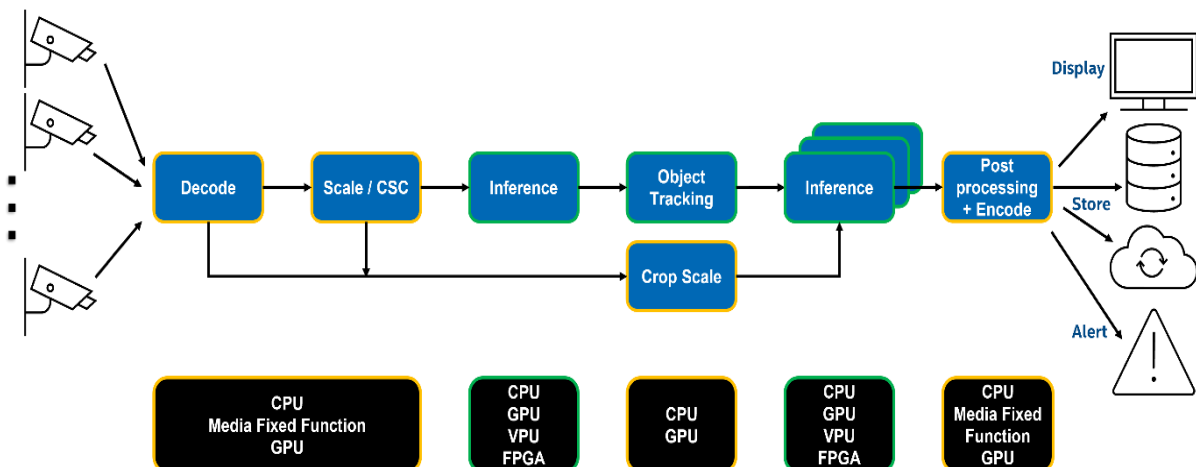 Display
Decode
Scale / CSC
Inference
Object
Tracking
Inference
Post
processing
+ Encode
Store
Crop Scale
Alert
CPU
Media Fixed Function
GPU
CPU
GPU
VPU
FPGA
CPU
GPU
CPU
GPU
VPU
FPGA
CPU
Media Fixed
Function
GPU